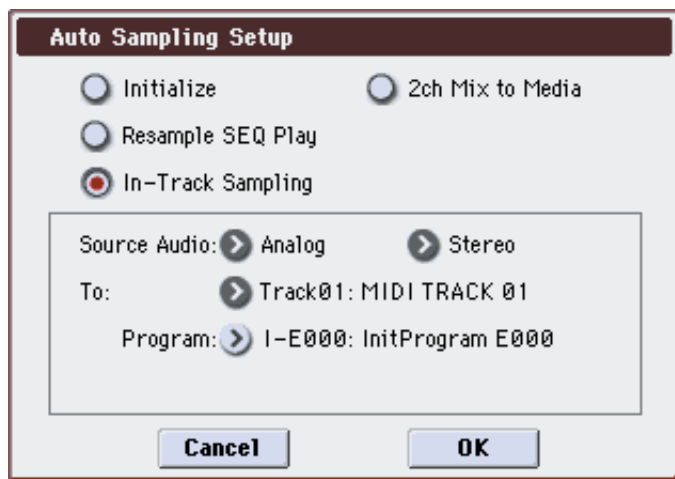 Auto Sampling Setup
Initialize 2ch Mix to Media
Resample SEQ Play
In-Track Sampling
Source Audio: Analog Stereo
To: Track01: MIDI TRACK 01
Program: I-E000: InitProgram E000
Cancel OK